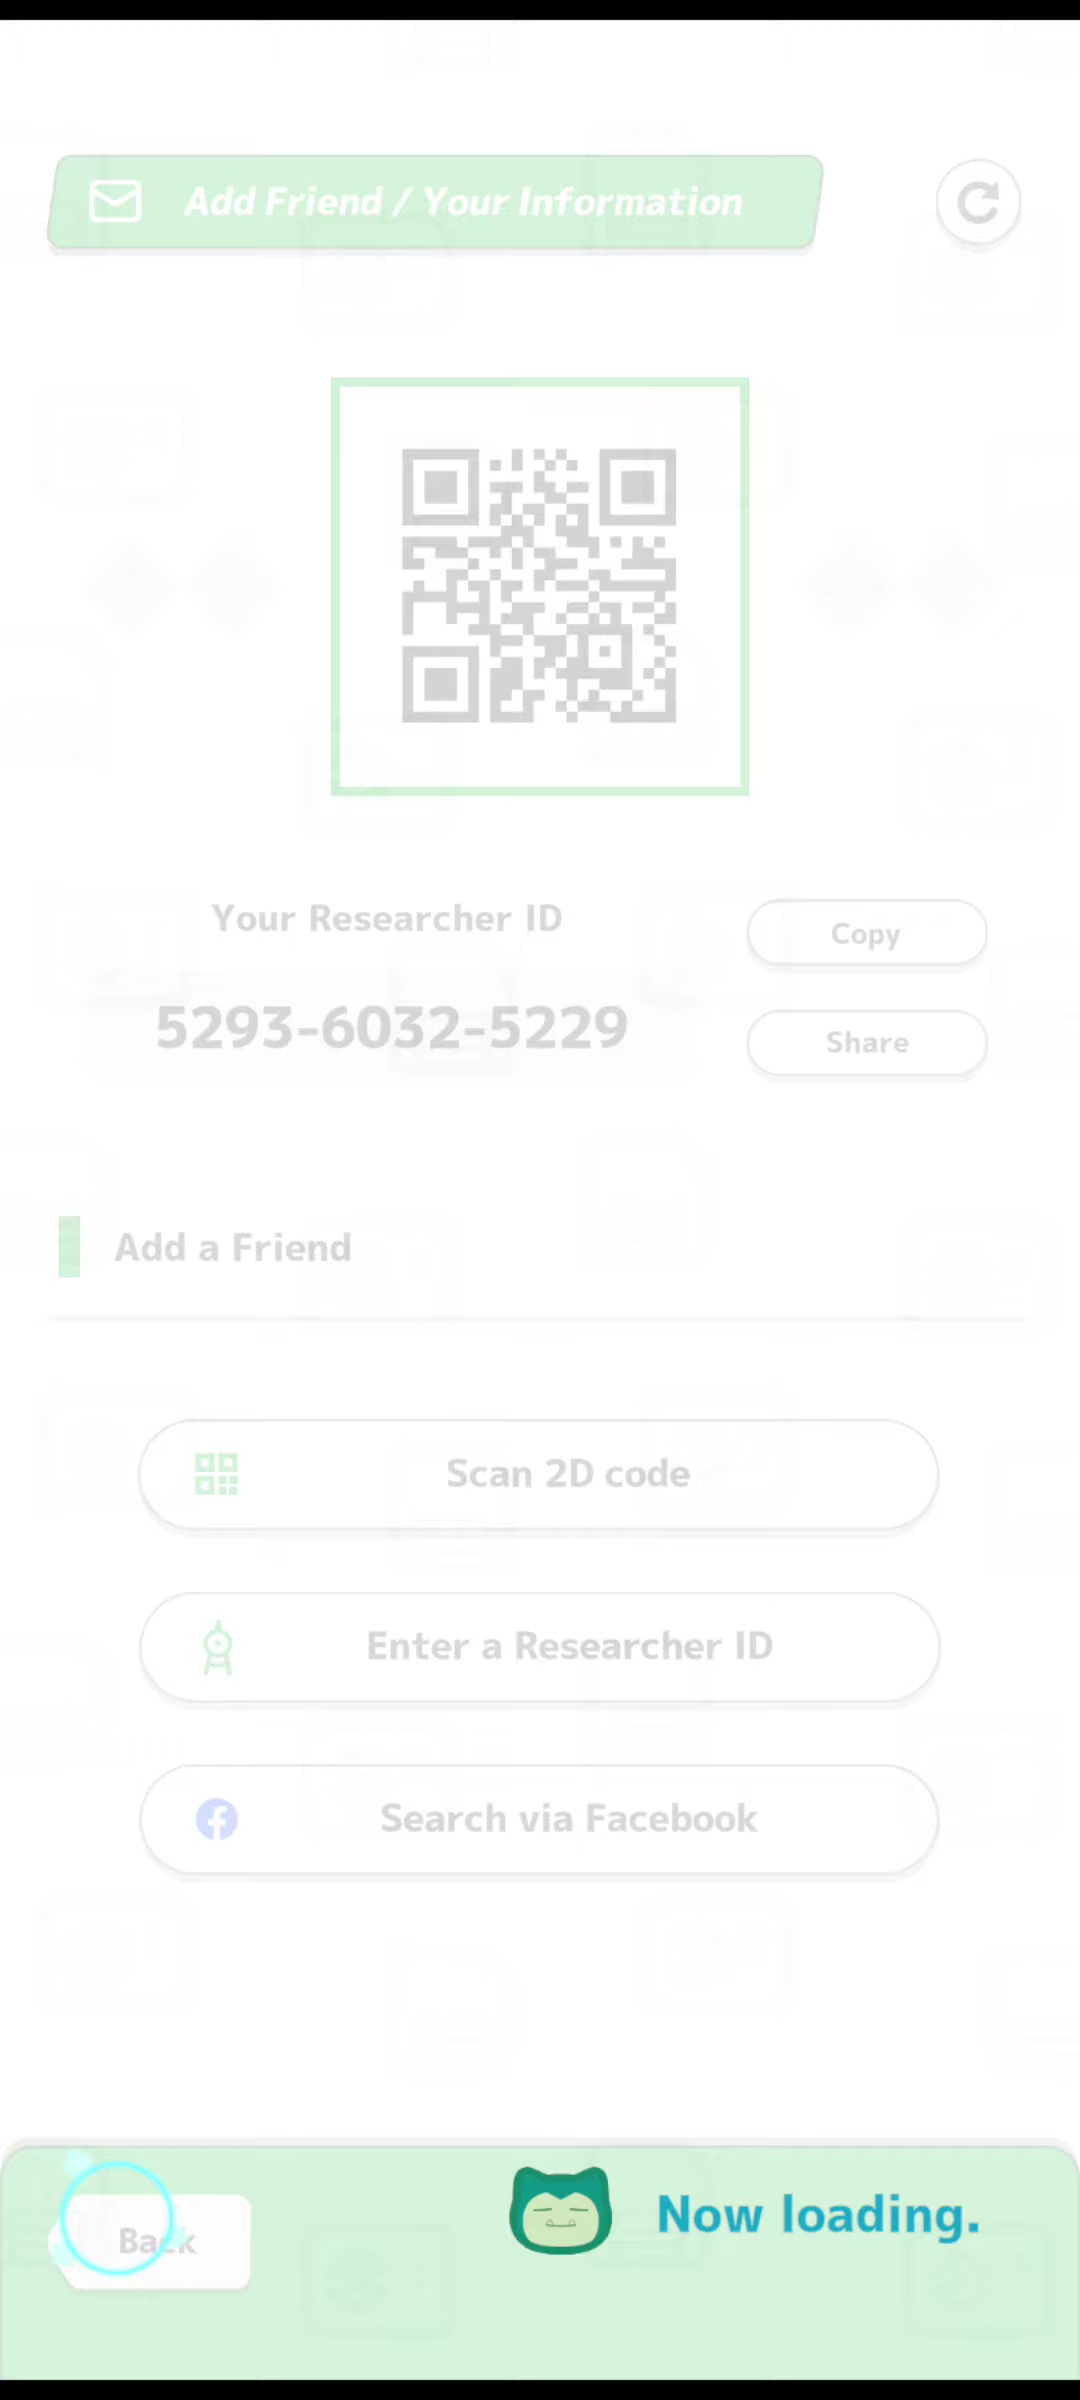 Add Friend / Your Information
Your Researcher ID
Copy
5293-6032-5229
Share
Add a Friend
Scan 2D code
Enter a Researcher ID
Search via Facebook
Back
Now loading.